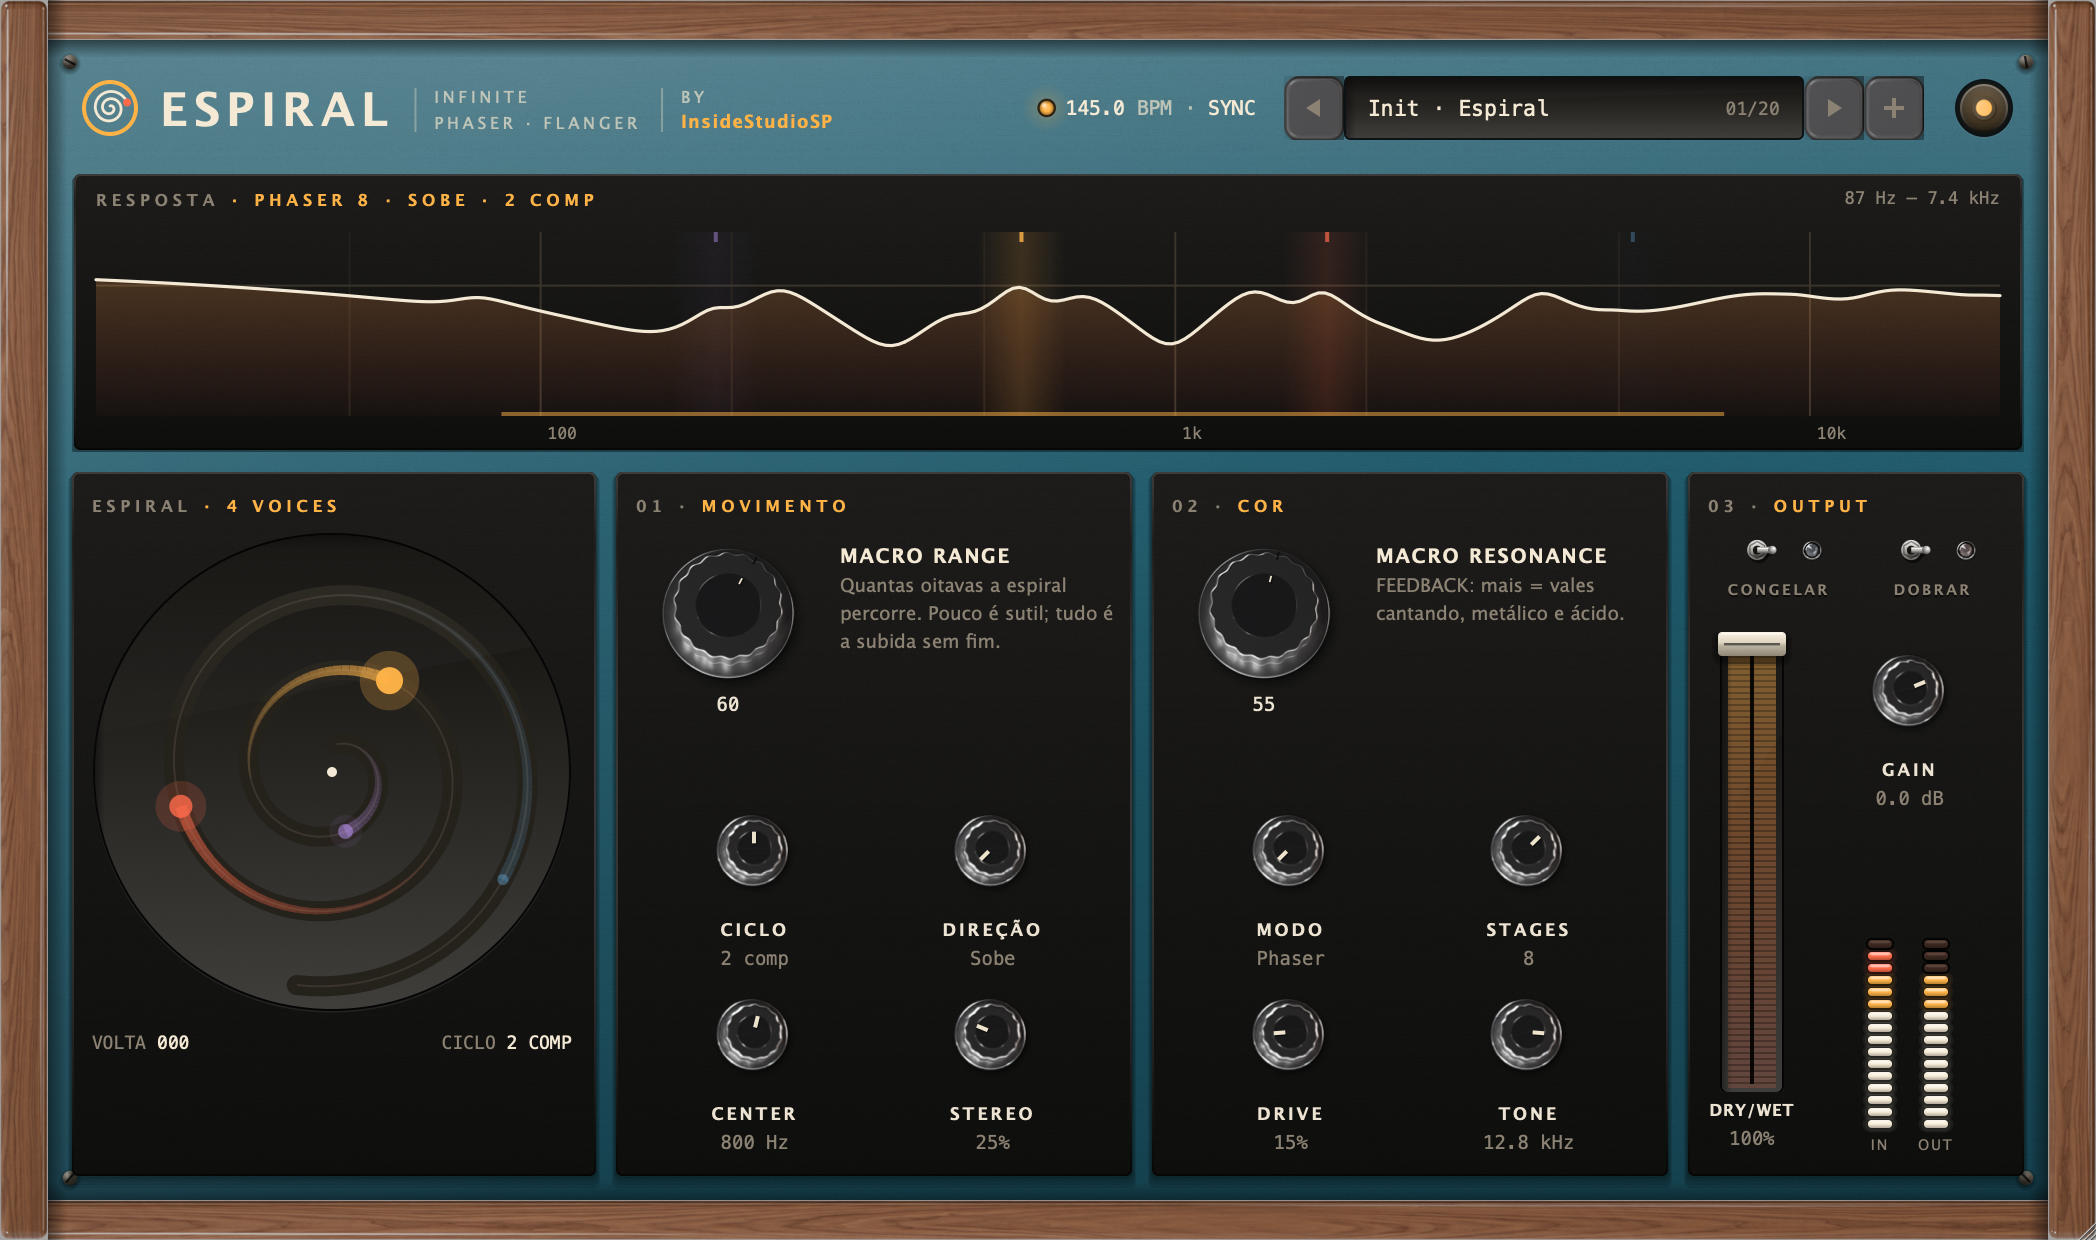 ESPIRAL
INFINITE
PHASER · FLANGER
BY
InsideStudioSP
145.0 BPM · SYNC
Init · Espiral 01/20
RESPOSTA · PHASER 8 · SOBE · 2 COMP
87 Hz – 7.4 kHz
100 1k 10k
ESPIRAL · 4 VOICES
VOLTA 000 CICLO 2 COMP
01 · MOVIMENTO
MACRO RANGE
Quantas oitavas a espiral
percorre. Pouco é sutil; tudo é
a subida sem fim.
60
CICLO DIREÇÃO
2 comp Sobe
CENTER STEREO
800 Hz 25%
02 · COR
MACRO RESONANCE
FEEDBACK: mais = vales
cantando, metálico e ácido.
55
MODO STAGES
Phaser 8
DRIVE TONE
15% 12.8 kHz
03 · OUTPUT
CONGELAR DOBRAR
GAIN
0.0 dB
DRY/WET
100%
IN OUT